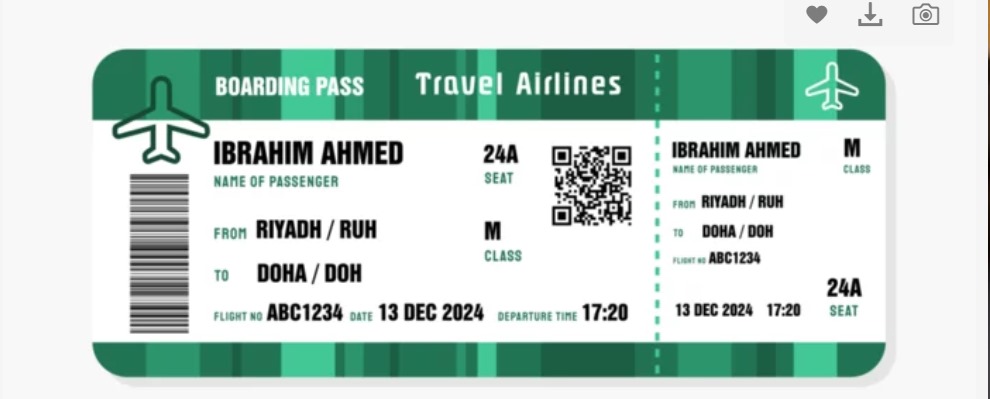 BOARDING PASS
Travel Airlines
IBRAHIM AHMED
NAME OF PASSENGER
24A
SEAT
FROM RIYADH / RUH
M
CLASS
TO DOHA / DOH
FLIGHT NO ABC1234 DATE 13 DEC 2024 DEPARTURE TIME 17:20
IBRAHIM AHMED
NAME OF PASSENGER
M
CLASS
FROM RIYADH / RUH
TO DOHA / DOH
FLIGHT NO ABC1234
24A
SEAT
13 DEC 2024 17:20